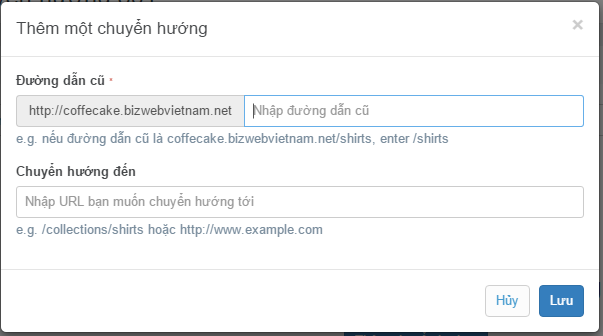 Thêm một chuyển hướng
×
Đường dẫn cũ *
http://coffecake.bizwebvietnam.net Nhập đường dẫn cũ
e.g. nếu đường dẫn cũ là coffecake.bizwebvietnam.net/shirts, enter /shirts
Chuyển hướng đến
Nhập URL bạn muốn chuyển hướng tới
e.g. /collections/shirts hoặc http://www.example.com
Hủy Lưu